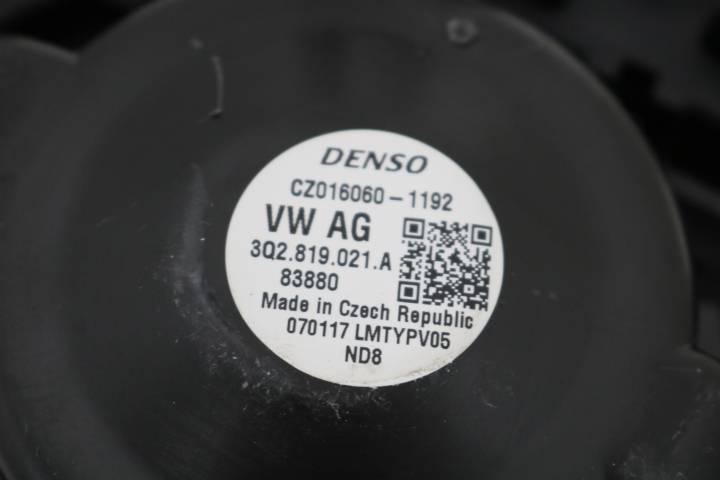 DENSO
CZ016060-1192
VW AG
3Q2.819.021.A
83880
Made in Czech Republic
070117 LMTYPV05
ND8